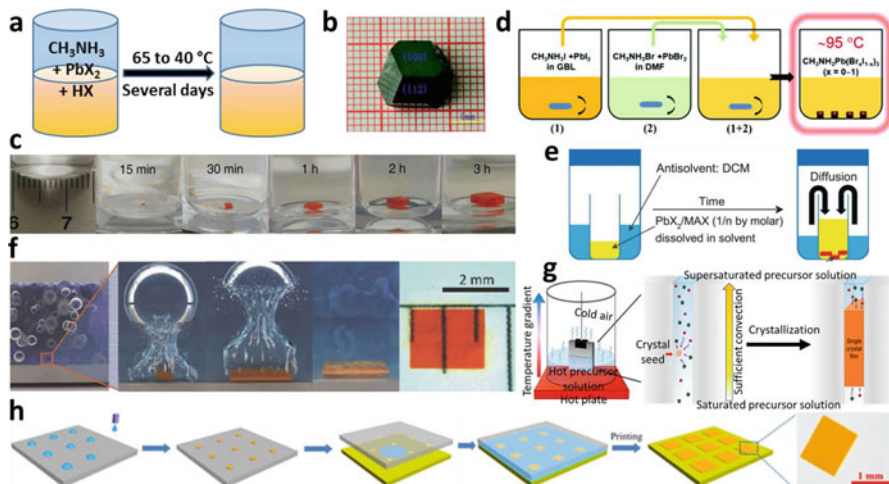 a
CH₃NH₃
+ PbX₂
+ HX
65 to 40 °C
Several days
b
(100)
(112)
d
CH₃NH₃I +PbI₂
in GBL
CH₃NH₃Br +PbBr₂
in DMF
(1)
(2)
(1+2)
~95 °C
CH₃NH₃Pb(BrₓI₁₋ₓ)₃
(x = 0–1)
c
6
7
15 min
30 min
1 h
2 h
3 h
e
Antisolvent: DCM
Time
PbX₂/MAX (1/n by molar)
dissolved in solvent
Diffusion
f
2 mm
g
Temperature gradient
Cold air
Hot precursor
solution
Hot plate
Supersaturated precursor solution
Crystal
seed
Sufficient convection
Crystallization
Single
crystal
film
Saturated precursor solution
h
Printing
1 mm